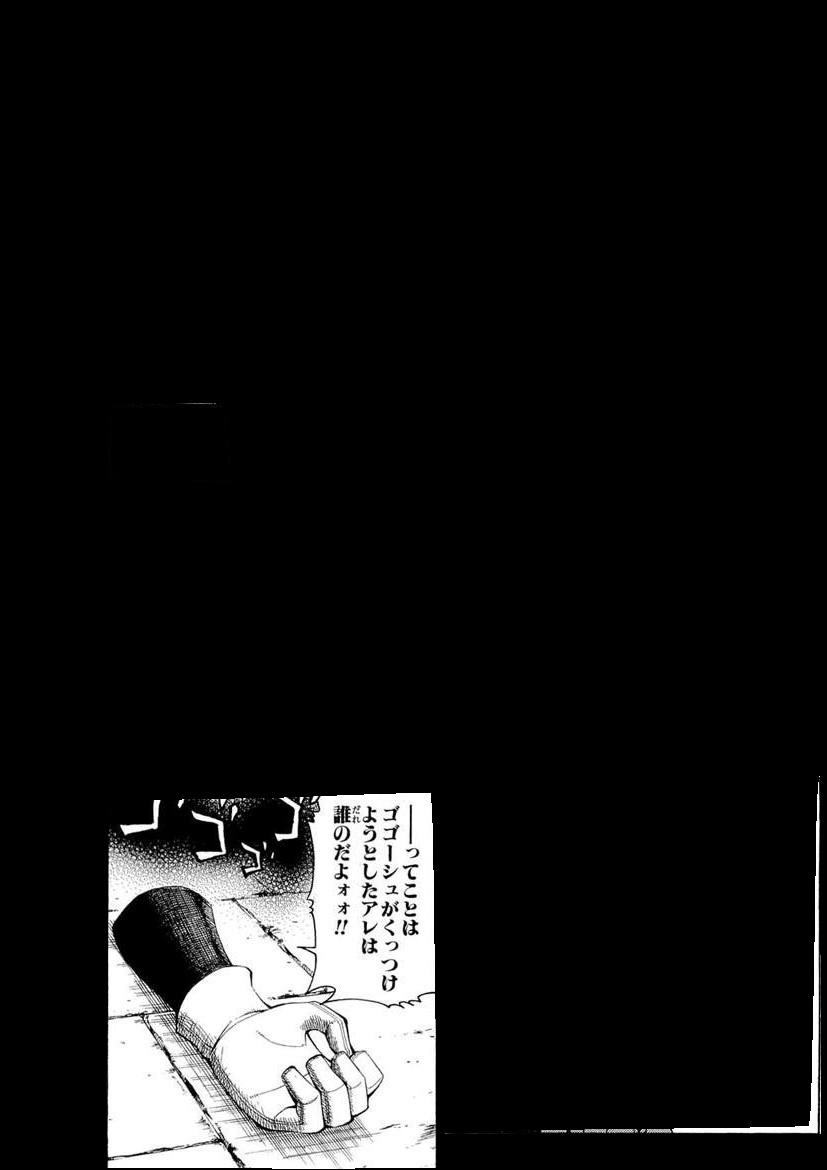 ――ってことは
ゴゴーシュがくっつけ
ようとしたアレは
誰のだよォォ!!